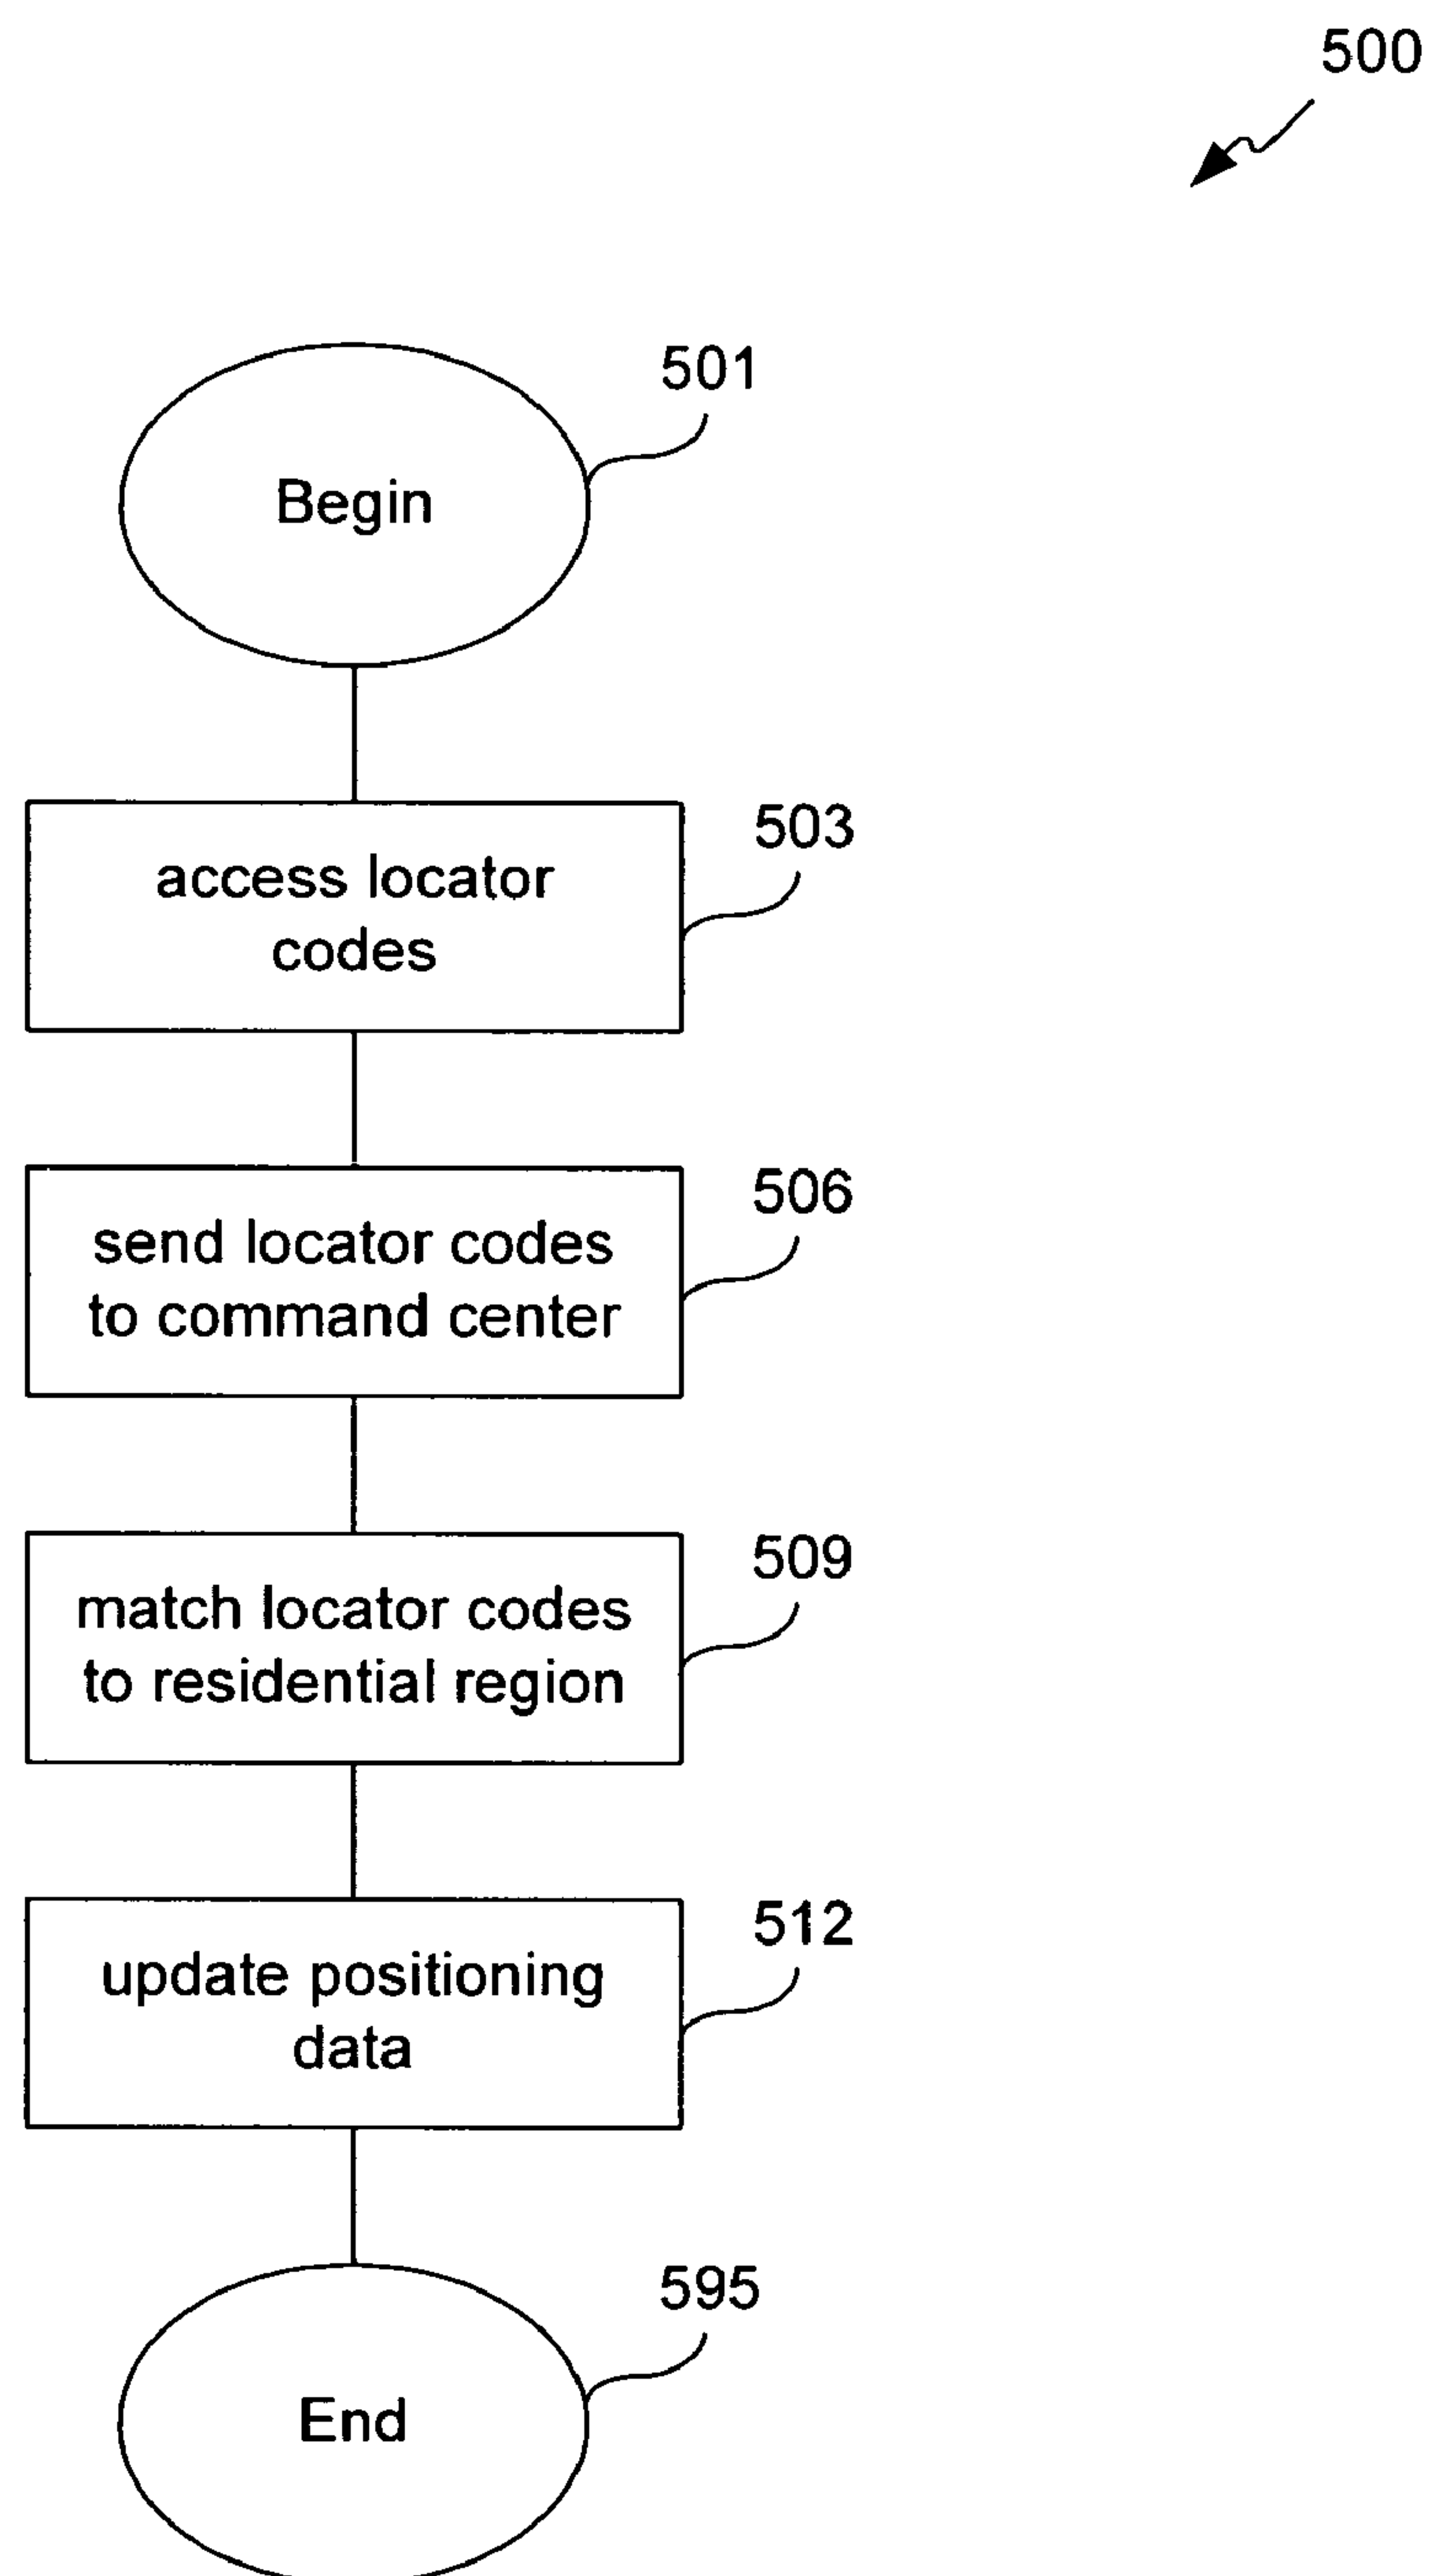 500
501
Begin
503
access locator
codes
506
send locator codes
to command center
509
match locator codes
to residential region
512
update positioning
data
595
End